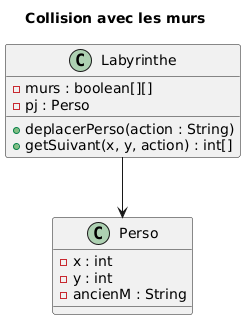 Collision avec les murs
C Labyrinthe
murs : boolean[][]
pj : Perso
deplacerPerso(action : String)
getSuivant(x, y, action) : int[]
C Perso
x : int
y : int
ancienM : String